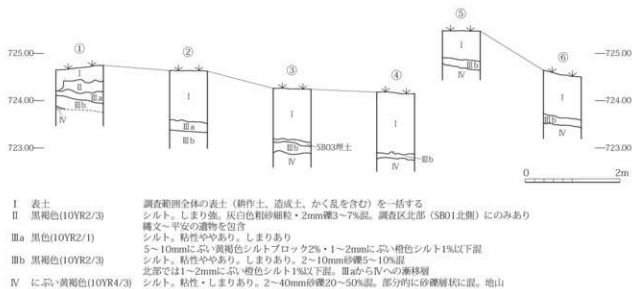 ⑤
725.00
①
②
③
④
⑥
725.00
Ⅰ
Ⅱ
Ⅲa
Ⅲb
Ⅳ
Ⅰ
Ⅲa
Ⅲb
Ⅰ
Ⅲb
Ⅳ
SB03埋土
Ⅰ
Ⅲb
Ⅳ
Ⅰ
Ⅲb
Ⅳ
Ⅰ
Ⅲb
Ⅳ
724.00
724.00
723.00
723.00
0 2m
Ⅰ 表土 調査範囲全体の表土（耕作土、造成土、かく乱を含む）を一括する
Ⅱ 黒褐色(10YR2/3) シルト。しまり強。灰白色粗砂細粒・2mm礫3~7%混。調査区北部（SB01北側）にのみあり
縄文~平安の遺物を包含
Ⅲa 黒色(10YR2/1) シルト。粘性ややあり。しまりあり
5~10mmにぶい黄褐色シルトブロック2%・1~2mmにぶい橙色シルト1%以下混
Ⅲb 黒褐色(10YR2/3) シルト。粘性ややあり。しまりあり。2~10mm砂礫5~10%混
北部では1~2mmにぶい橙色シルト1%以下混。ⅢaからⅣへの漸移層
Ⅳ にぶい黄褐色(10YR4/3) シルト。粘性・しまりあり。2~40mm砂礫20~50%混。部分的に砂礫層状に混。地山